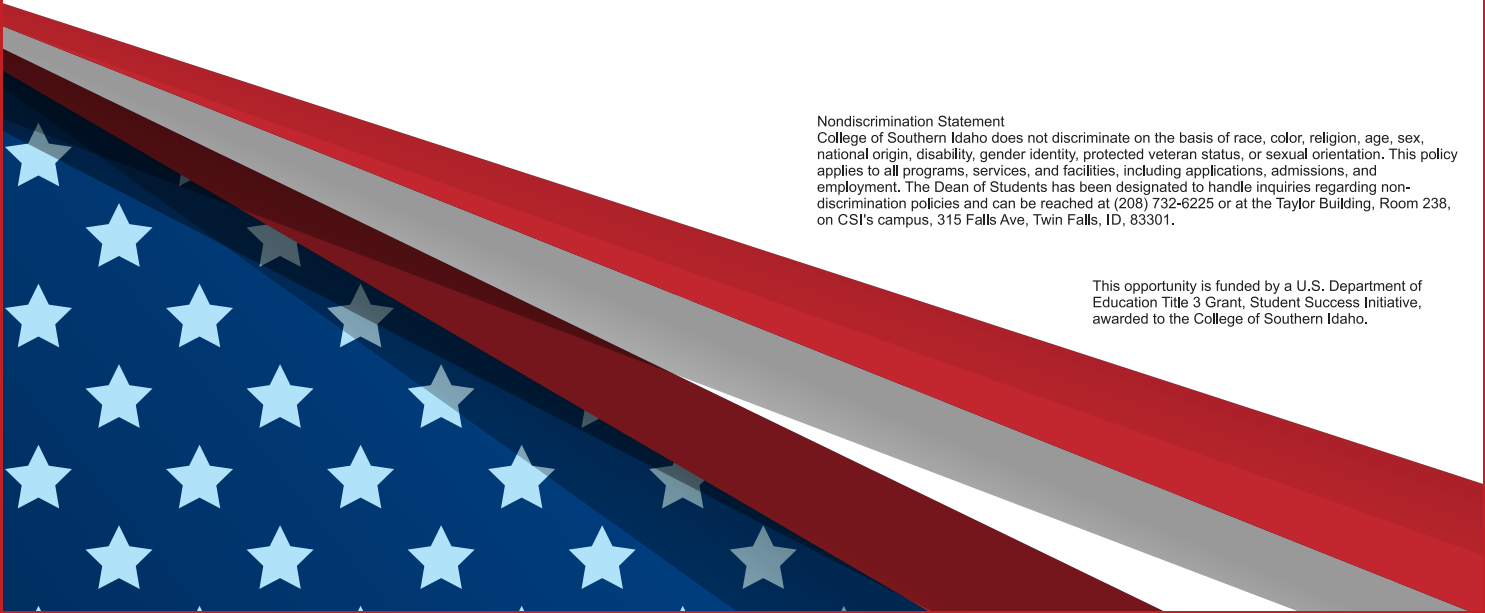 Nondiscrimination Statement
College of Southern Idaho does not discriminate on the basis of race, color, religion, age, sex,
national origin, disability, gender identity, protected veteran status, or sexual orientation. This policy
applies to all programs, services, and facilities, including applications, admissions, and
employment. The Dean of Students has been designated to handle inquiries regarding non-
discrimination policies and can be reached at (208) 732-6225 or at the Taylor Building, Room 238,
on CSI's campus, 315 Falls Ave, Twin Falls, ID, 83301.
This opportunity is funded by a U.S. Department of
Education Title 3 Grant, Student Success Initiative,
awarded to the College of Southern Idaho.